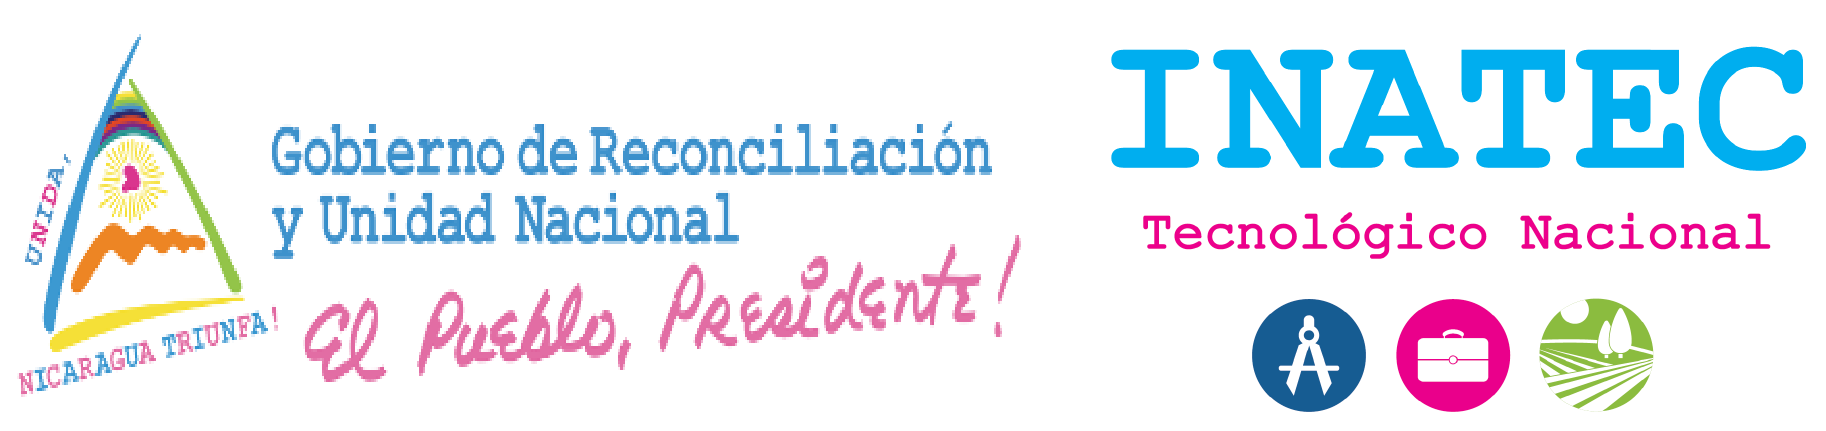 UNIDA,
NICARAGUA TRIUNFA!
Gobierno de Reconciliación
y Unidad Nacional
El Pueblo, Presidente!
INATEC
Tecnológico Nacional